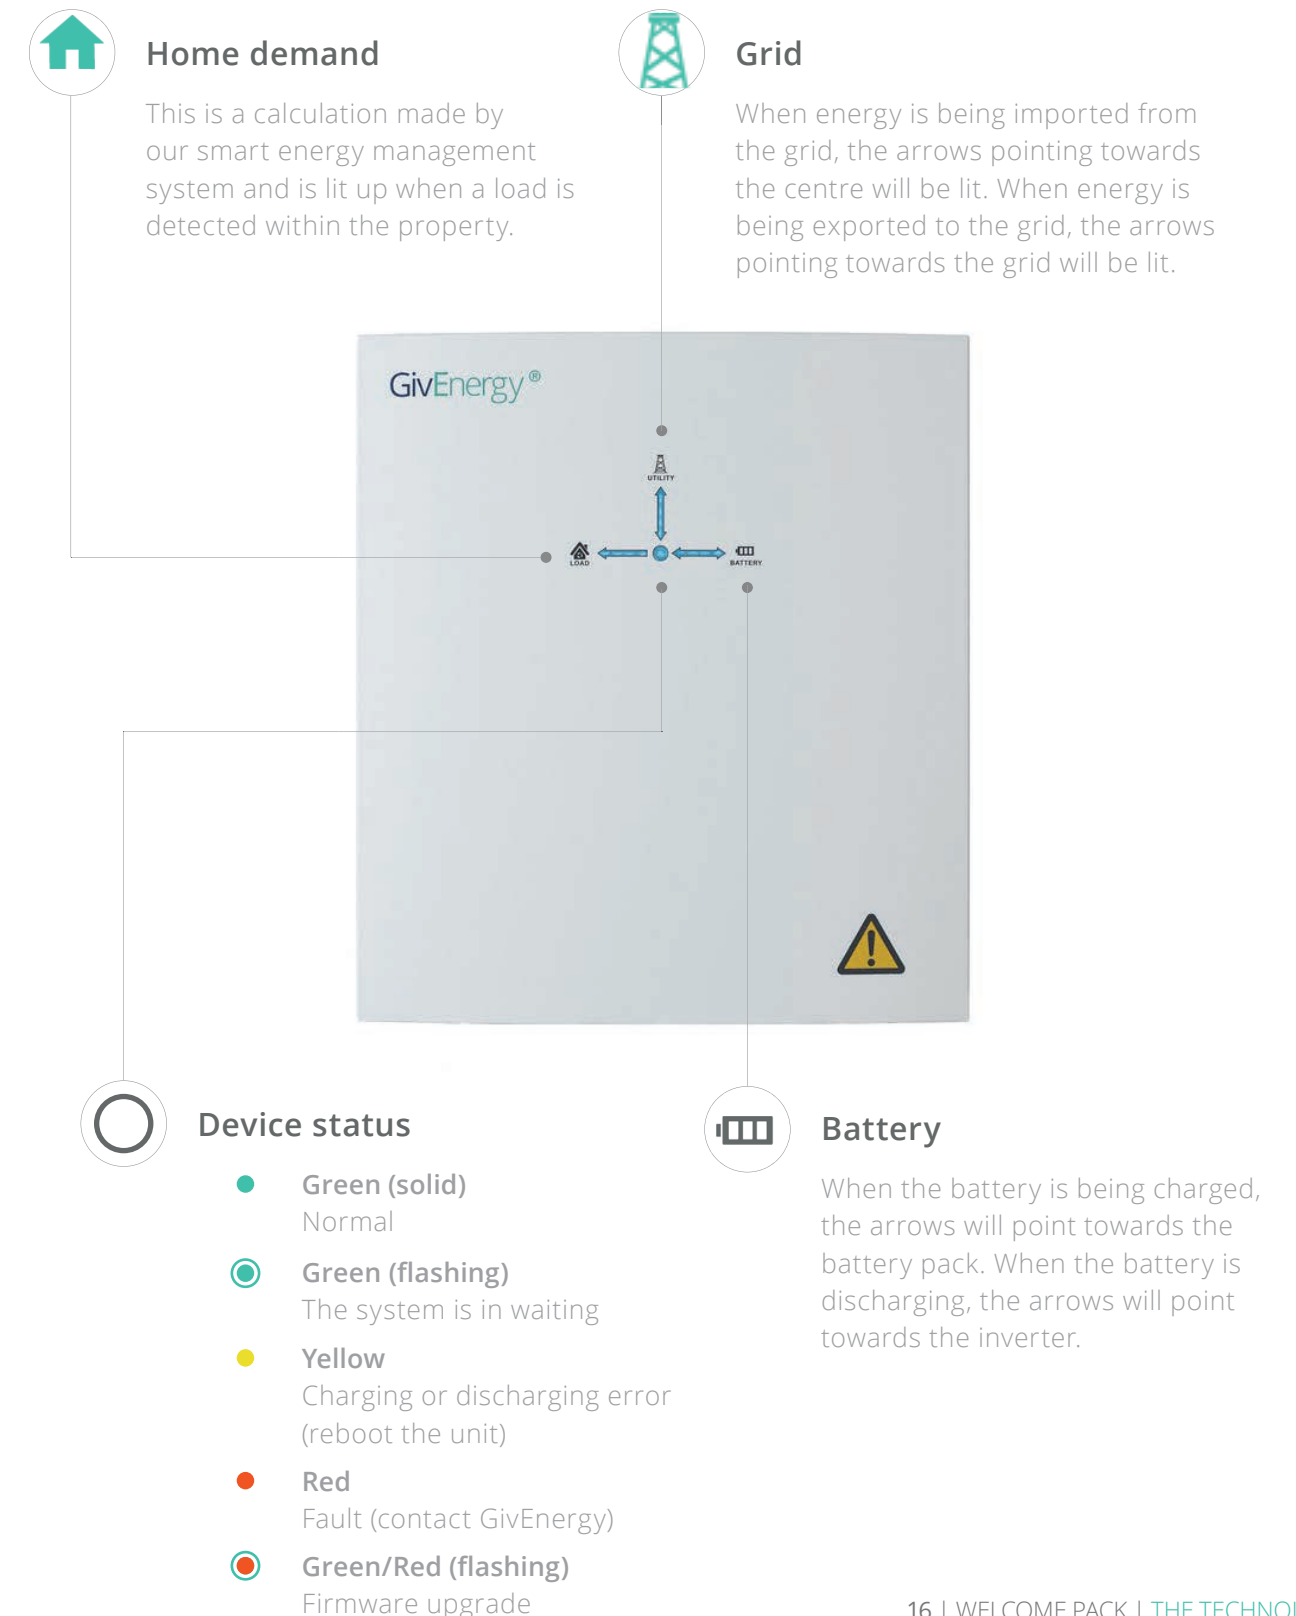 Home demand
This is a calculation made by
our smart energy management
system and is lit up when a load is
detected within the property.
Grid
When energy is being imported from
the grid, the arrows pointing towards
the centre will be lit. When energy is
being exported to the grid, the arrows
pointing towards the grid will be lit.
GivEnergy®
UTILITY
LOAD
BATTERY
Device status
Green (solid)
Normal
Green (flashing)
The system is in waiting
Yellow
Charging or discharging error
(reboot the unit)
Red
Fault (contact GivEnergy)
Green/Red (flashing)
Firmware upgrade
Battery
When the battery is being charged,
the arrows will point towards the
battery pack. When the battery is
discharging, the arrows will point
towards the inverter.
16 | WELCOME PACK | THE TECHNOL